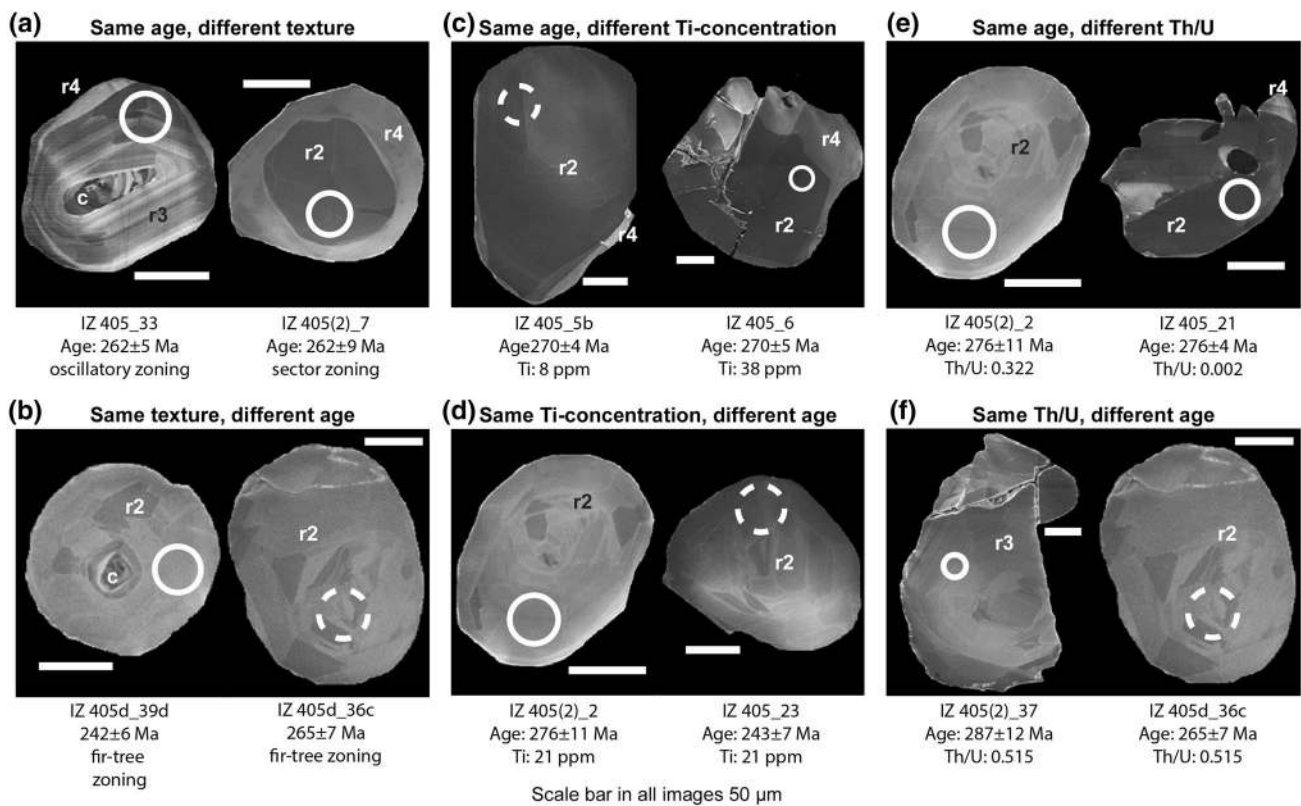 (a) Same age, different texture
r4
r2
r4
c
r3
IZ 405_33
Age: 262±5 Ma
oscillatory zoning
IZ 405(2)_7
Age: 262±9 Ma
sector zoning
(c) Same age, different Ti-concentration
r2
r4
r4
r2
IZ 405_5b
Age270±4 Ma
Ti: 8 ppm
IZ 405_6
Age: 270±5 Ma
Ti: 38 ppm
(e) Same age, different Th/U
r2
r4
r2
IZ 405(2)_2
Age: 276±11 Ma
Th/U: 0.322
IZ 405_21
Age: 276±4 Ma
Th/U: 0.002
(b) Same texture, different age
r2
c
r2
IZ 405d_39d
242±6 Ma
fir-tree
zoning
IZ 405d_36c
265±7 Ma
fir-tree zoning
(d) Same Ti-concentration, different age
r2
r2
IZ 405(2)_2
Age: 276±11 Ma
Ti: 21 ppm
IZ 405_23
Age: 243±7 Ma
Ti: 21 ppm
(f) Same Th/U, different age
r3
r2
IZ 405(2)_37
Age: 287±12 Ma
Th/U: 0.515
IZ 405d_36c
Age: 265±7 Ma
Th/U: 0.515
Scale bar in all images 50 µm